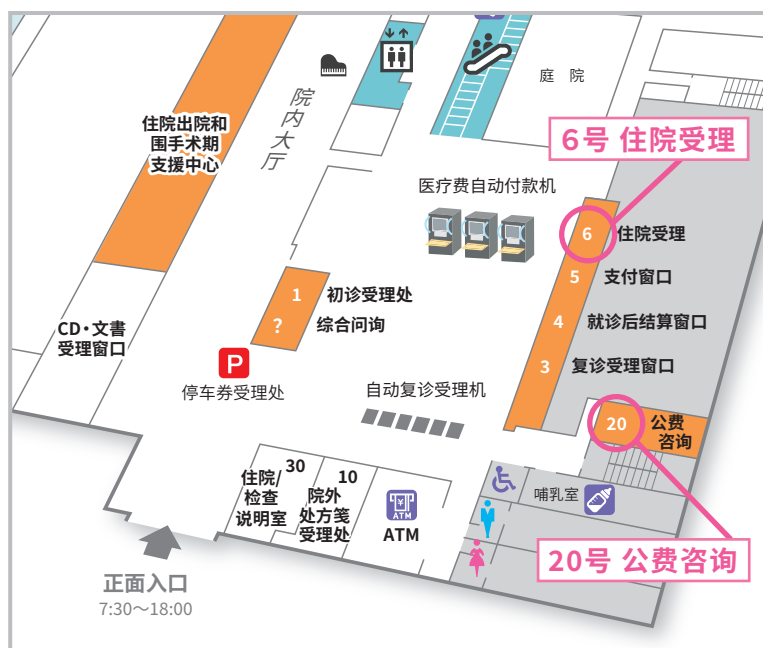 庭 院
院内大厅
住院出院和
围手术期
支援中心
6号 住院受理
医疗费自动付款机
6
住院受理
5
支付窗口
4
就诊后结算窗口
3
复诊受理窗口
1
初诊受理处
?
综合问询
CD・文書
受理窗口
P
停车券受理处
自动复诊受理机
20
公费
咨询
30
住院/
检查
说明室
10
院外
处方笺
受理处
ATM
ATM
哺乳室
20号 公费咨询
正面入口
7:30～18:00